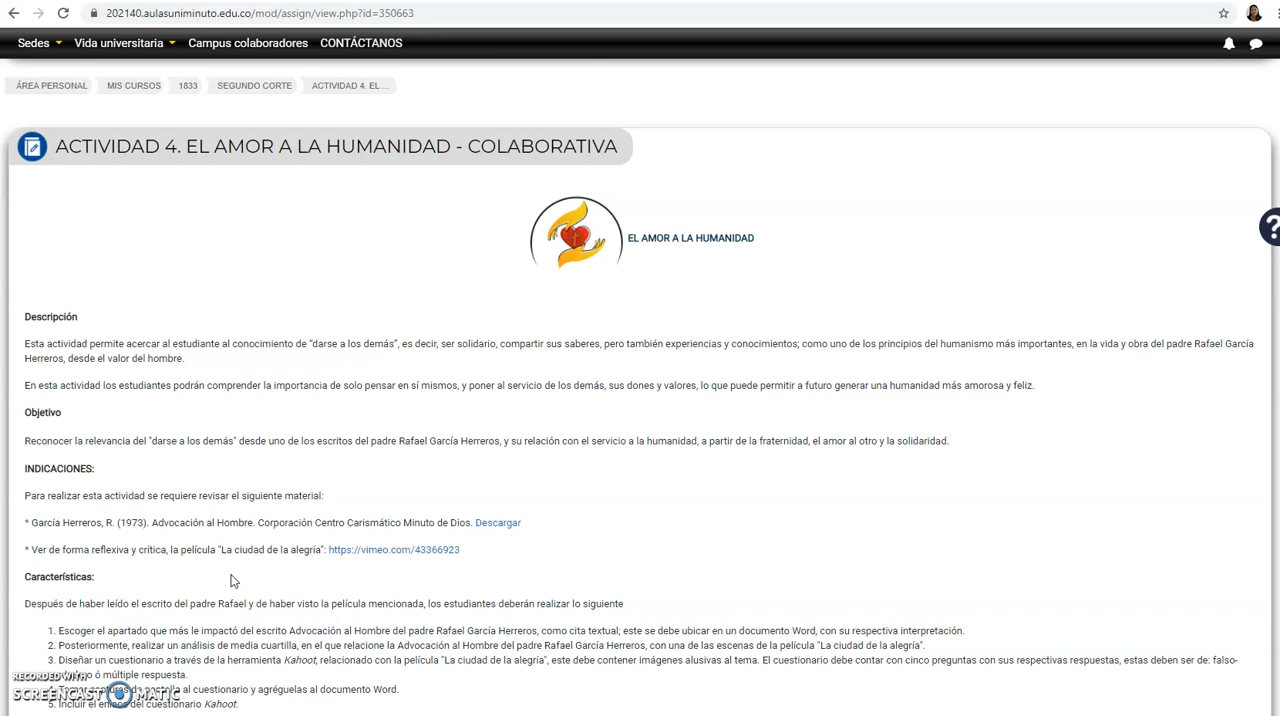 202140.aulasuniminuto.edu.co/mod/assign/view.php?id=350663
Sedes Vida universitaria Campus colaboradores CONTÁCTANOS
ÁREA PERSONAL MIS CURSOS 1833 SEGUNDO CORTE ACTIVIDAD 4. EL ...
ACTIVIDAD 4. EL AMOR A LA HUMANIDAD - COLABORATIVA
EL AMOR A LA HUMANIDAD
?
Descripción
Esta actividad permite acercar al estudiante al conocimiento de "darse a los demás", es decir, ser solidario, compartir sus saberes, pero también experiencias y conocimientos; como uno de los principios del humanismo más importantes, en la vida y obra del padre Rafael García
Herreros, desde el valor del hombre.
En esta actividad los estudiantes podrán comprender la importancia de solo pensar en sí mismos, y poner al servicio de los demás, sus dones y valores, lo que puede permitir a futuro generar una humanidad más amorosa y feliz.
Objetivo
Reconocer la relevancia del "darse a los demás" desde uno de los escritos del padre Rafael García Herreros, y su relación con el servicio a la humanidad, a partir de la fraternidad, el amor al otro y la solidaridad.
INDICACIONES:
Para realizar esta actividad se requiere revisar el siguiente material:
* García Herreros, R. (1973). Advocación al Hombre. Corporación Centro Carismático Minuto de Dios. Descargar
* Ver de forma reflexiva y crítica, la película "La ciudad de la alegría": https://vimeo.com/43366923
Características:
Después de haber leído el escrito del padre Rafael y de haber visto la película mencionada, los estudiantes deberán realizar lo siguiente
1. Escoger el apartado que más le impactó del escrito Advocación al Hombre del padre Rafael García Herreros, como cita textual; este se debe ubicar en un documento Word, con su respectiva interpretación.
2. Posteriormente, realizar un análisis de media cuartilla, en el que relacione la Advocación al Hombre del padre Rafael García Herreros, con una de las escenas de la película "La ciudad de la alegría".
3. Diseñar un cuestionario a través de la herramienta Kahoot, relacionado con la película "La ciudad de la alegría", este debe contener imágenes alusivas al tema. El cuestionario debe contar con cinco preguntas con sus respectivas respuestas, estas deben ser de: falso-
ó múltiple respuesta.
al cuestionario y agréguelas al documento Word.
5. Incluir el enlace del cuestionario Kahoot.
RECORDED WITH
SCREENCAST MATIC